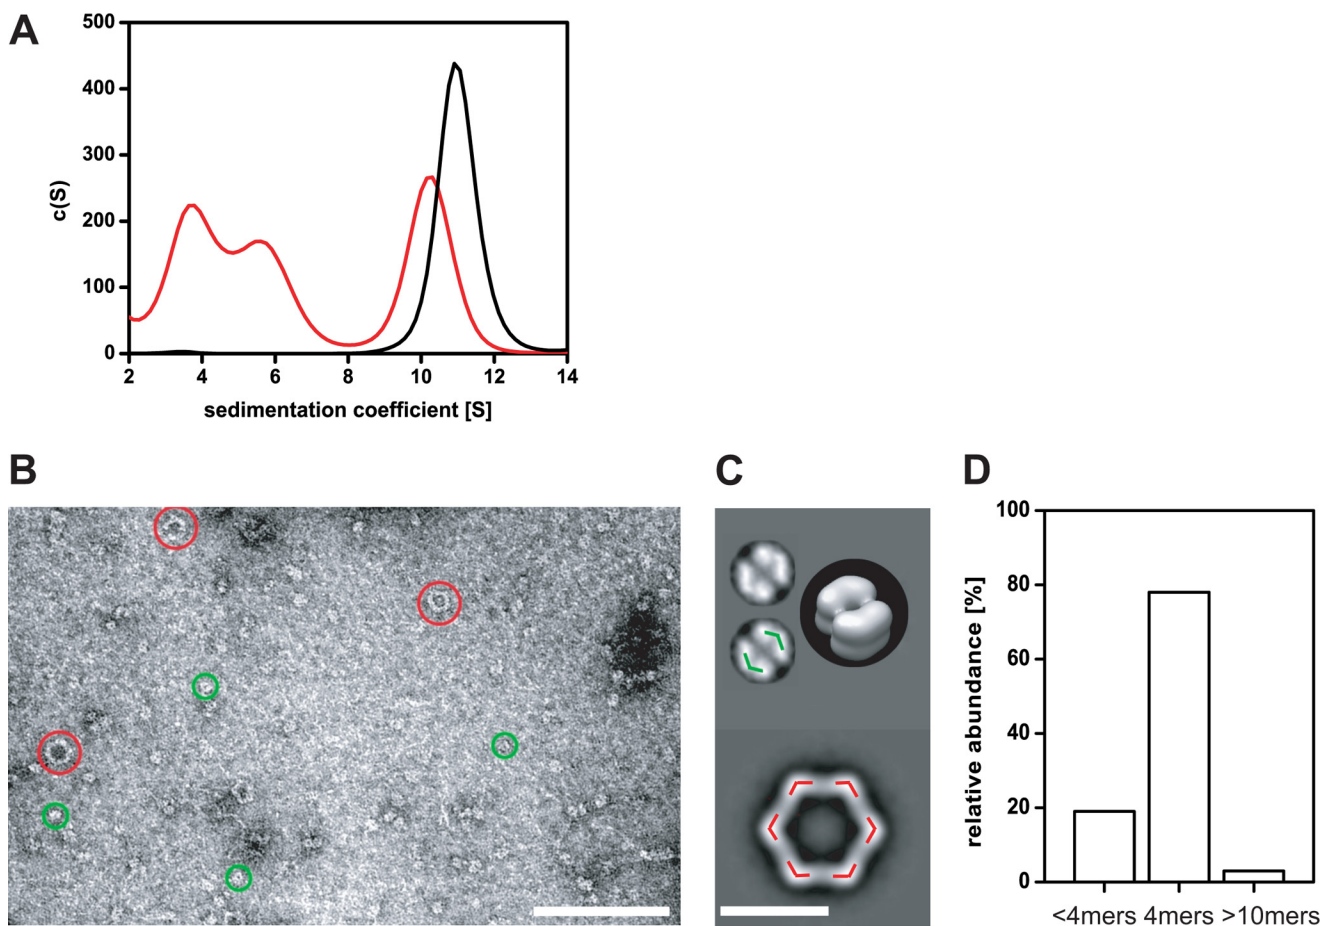 A
500
400
300
200
100
0
c(S)
2 4 6 8 10 12 14
sedimentation coefficient [S]
B
C
D
100
80
60
40
20
0
relative abundance [%]
<4mers 4mers >10mers